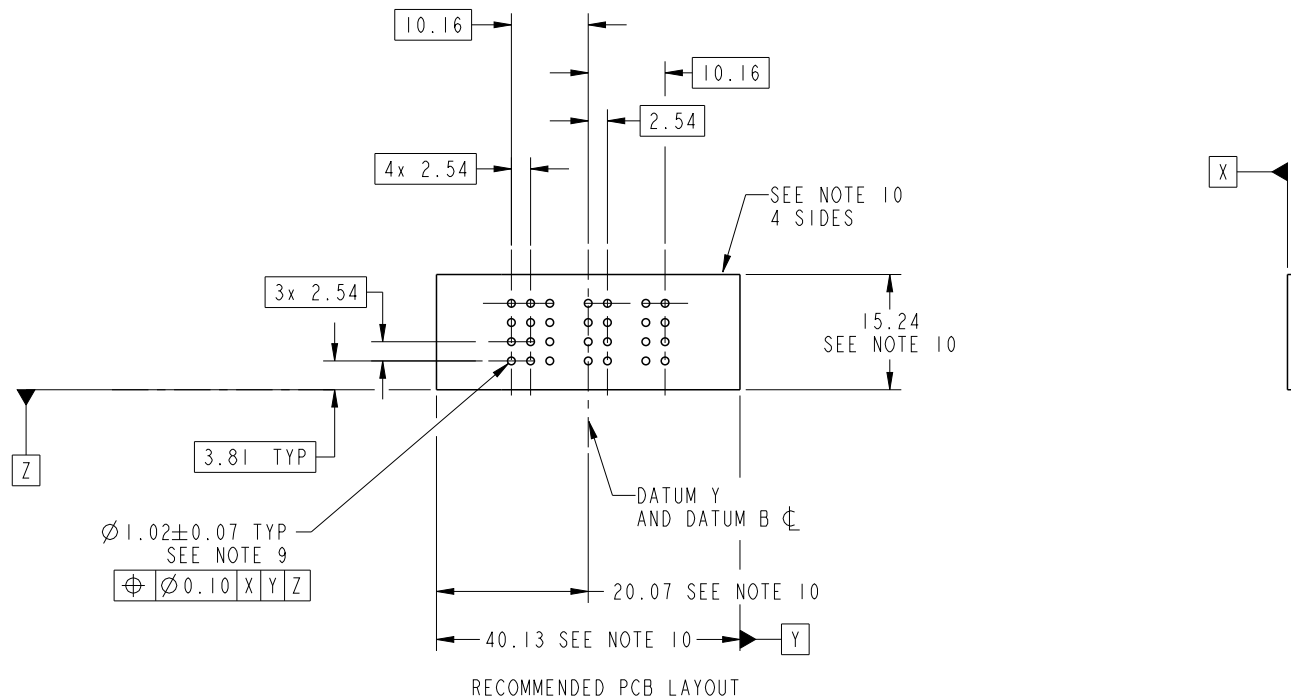 10.16
10.16
2.54
4x 2.54
X
SEE NOTE 10
4 SIDES
3x 2.54
15.24
SEE NOTE 10
3.81 TYP
Z
DATUM Y
AND DATUM B ℄
Ø1.02±0.07 TYP
SEE NOTE 9
⌖ Ø0.10 X Y Z
20.07 SEE NOTE 10
40.13 SEE NOTE 10
Y
RECOMMENDED PCB LAYOUT